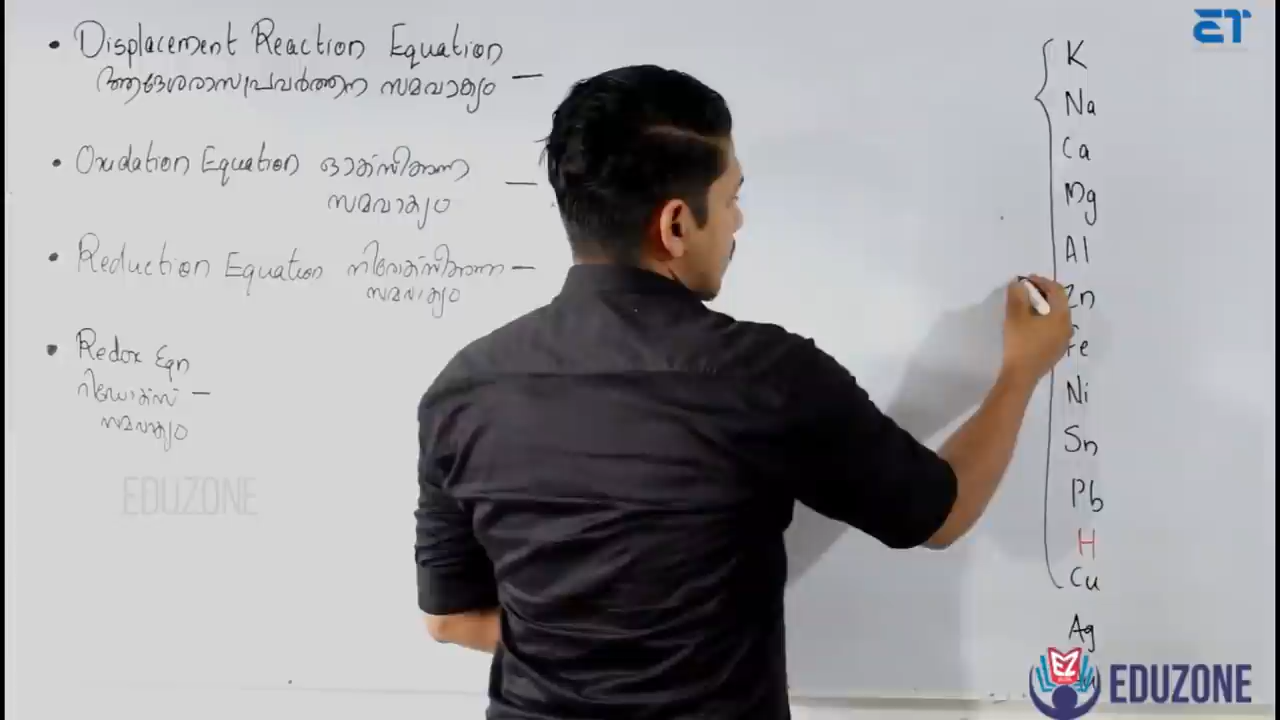 • Displacement Reaction Equation
ആദേശരാസപ്രവർത്തന സമവാക്യം —
• Oxidation Equation ഓക്സീകരണ
സമവാക്യം —
• Reduction Equation നിരോക്സീകരണ —
സമവാക്യം
• Redox Eqn
റിഡോക്സ് —
സമവാക്യം
EDUZONE
ET
K
Na
Ca
Mg
Al
Zn
Fe
Ni
Sn
Pb
H
Cu
Ag
EZ
EDUZONE